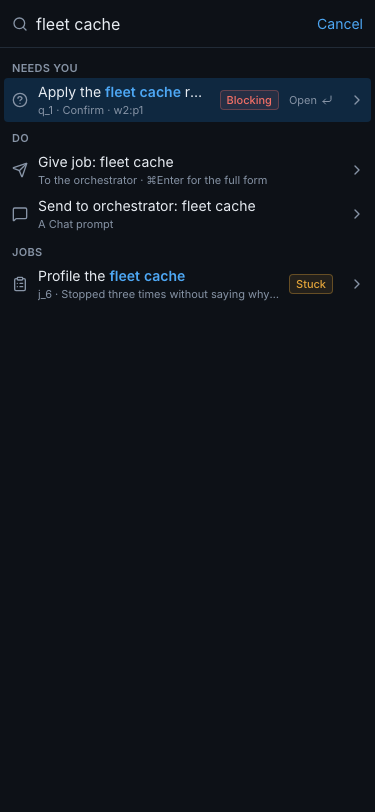 fleet cache
Cancel
NEEDS YOU
Apply the fleet cache r...
q_1 · Confirm · w2:p1
Blocking
Open ↵
DO
Give job: fleet cache
To the orchestrator · ⌘Enter for the full form
Send to orchestrator: fleet cache
A Chat prompt
JOBS
Profile the fleet cache
j_6 · Stopped three times without saying why...
Stuck